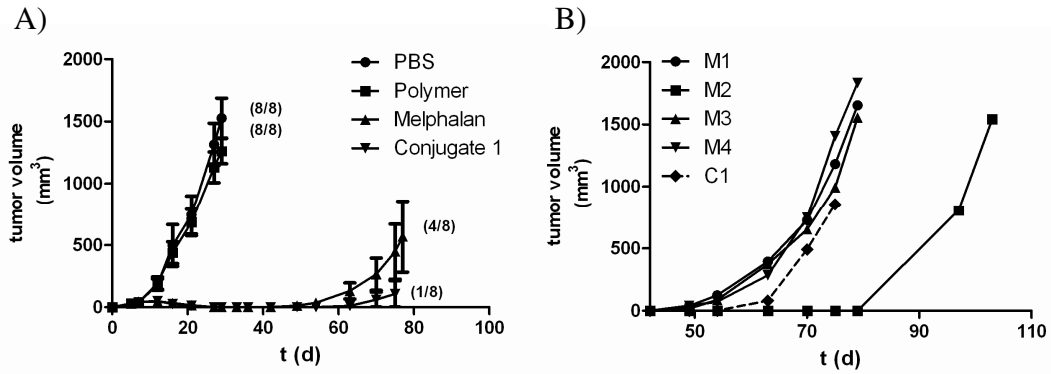 A)
2000
1500
1000
500
0
tumor volume
(mm3)
0
20
40
60
80
100
t (d)
PBS
Polymer
Melphalan
Conjugate 1
(8/8)
(8/8)
(4/8)
(1/8)
B)
2000
1500
1000
500
0
tumor volume
(mm3)
50
70
90
110
t (d)
M1
M2
M3
M4
C1